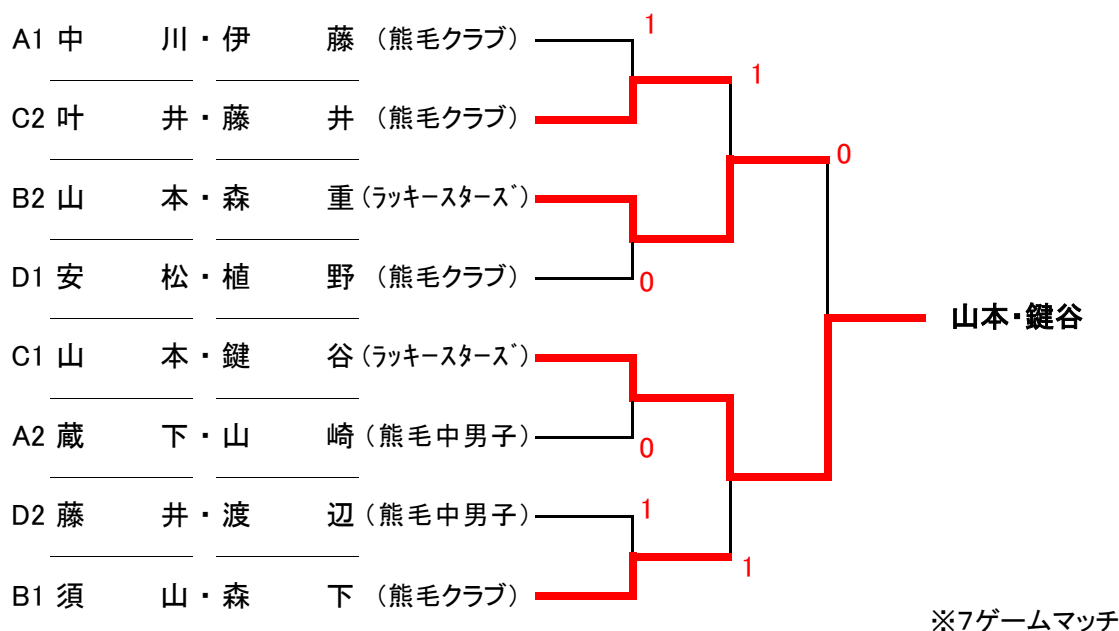 1
A1 中 川・伊 藤 (熊毛クラブ)
1
C2 叶 井・藤 井 (熊毛クラブ)
0
B2 山 本・森 重 (ﾗｯｷｰｽﾀｰｽﾞ)
D1 安 松・植 野 (熊毛クラブ)
0
山本・鍵谷
C1 山 本・鍵 谷 (ﾗｯｷｰｽﾀｰｽﾞ)
A2 蔵 下・山 崎 (熊毛中男子)
0
D2 藤 井・渡 辺 (熊毛中男子)
1
1
B1 須 山・森 下 (熊毛クラブ)
※7ゲームマッチ